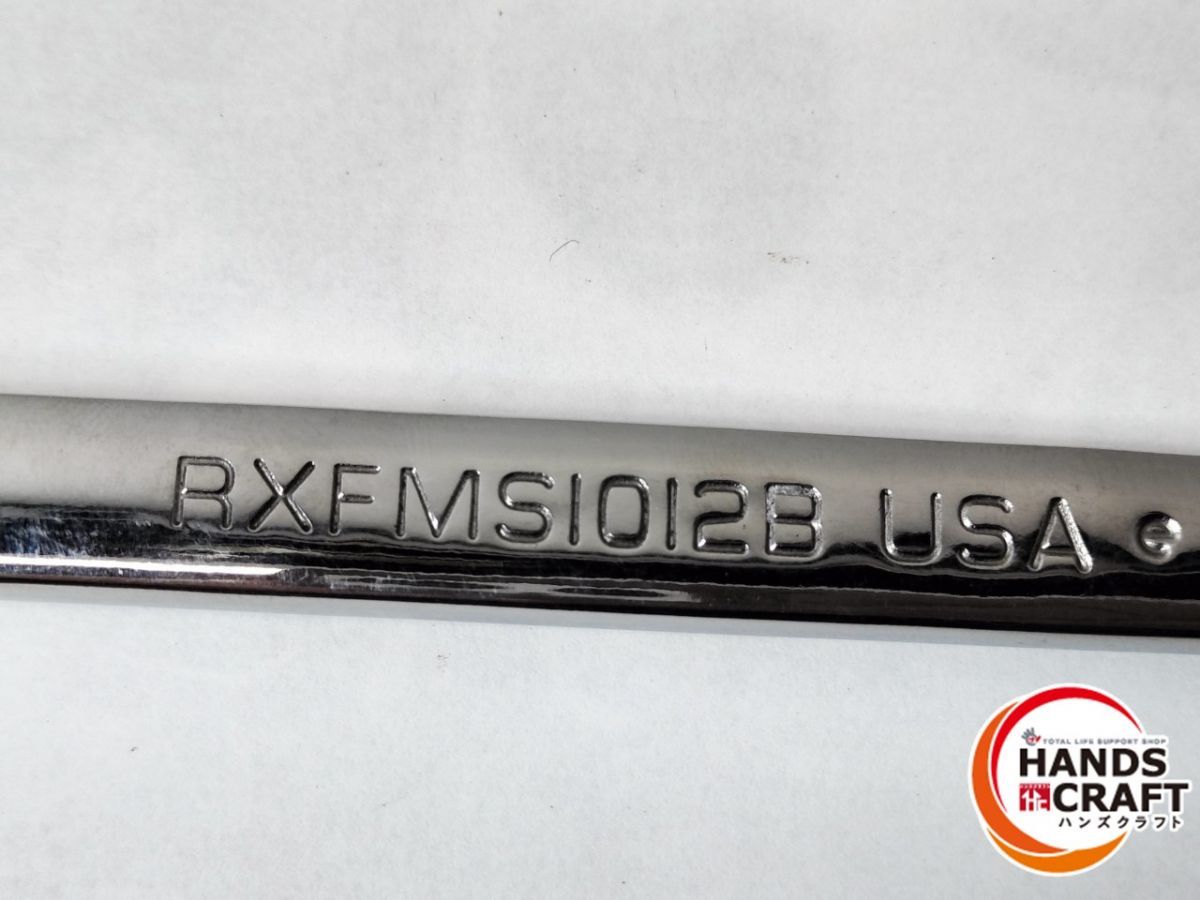 RXFMS1012B USA
TOTAL LIFE SUPPORT SHOP
HANDS
CRAFT
ハンズクラフト